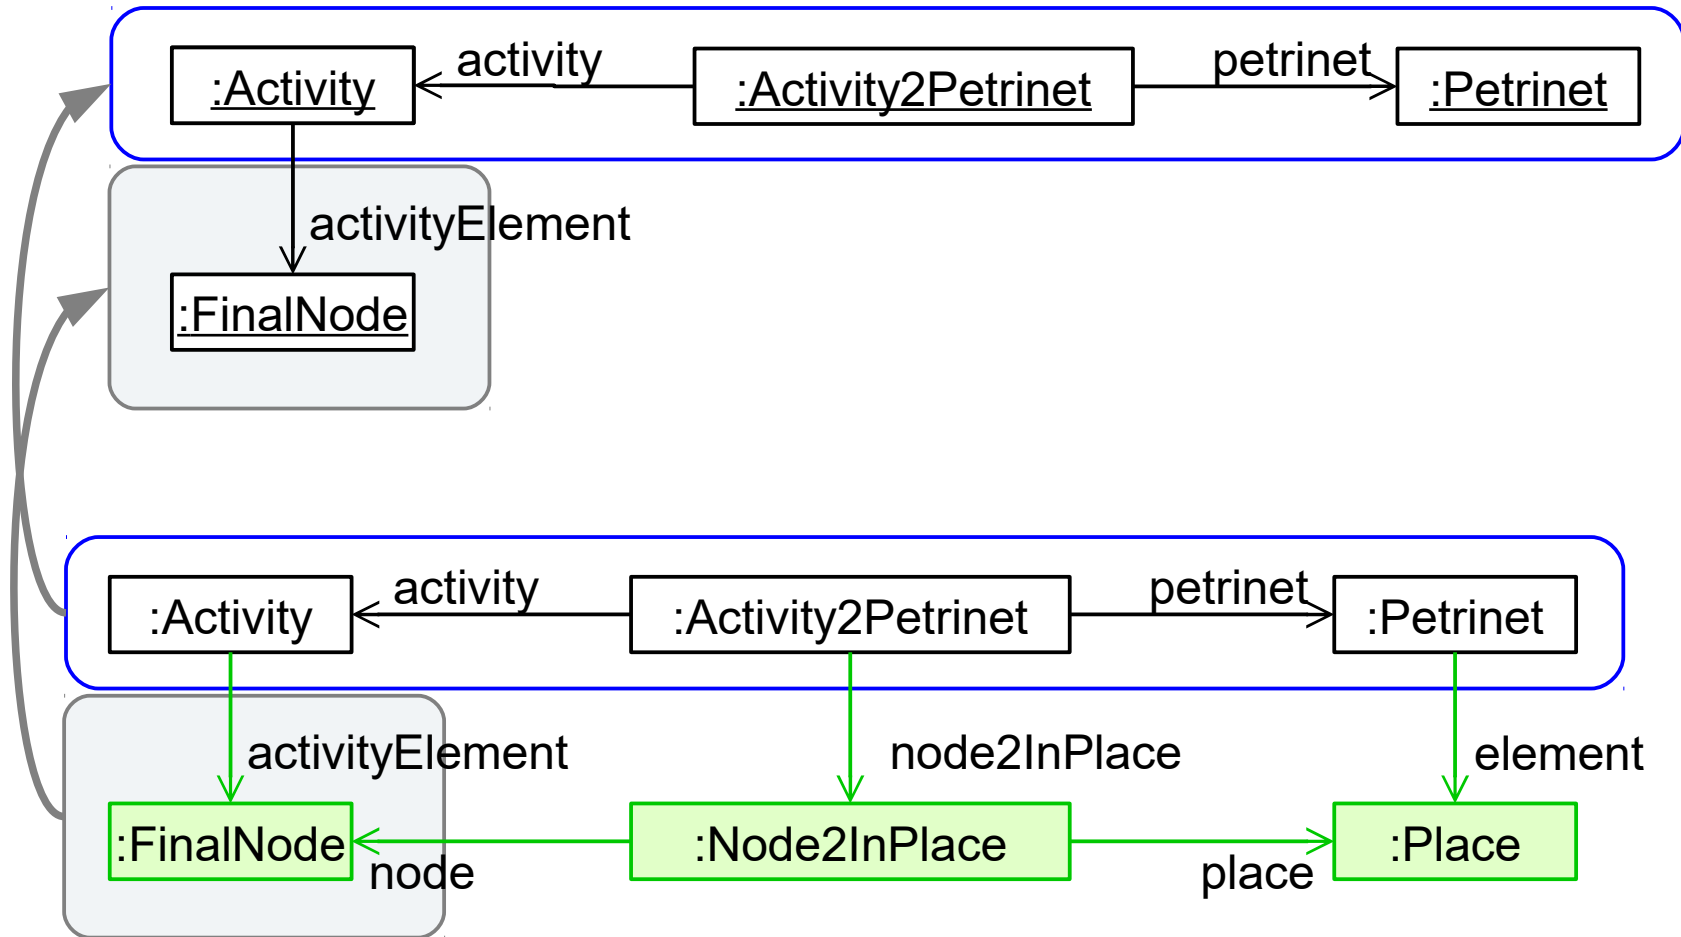 :Activity
activity
:Activity2Petrinet
petrinet
:Petrinet
activityElement
:FinalNode
:Activity
activity
:Activity2Petrinet
petrinet
:Petrinet
activityElement
node2InPlace
element
:FinalNode
node
:Node2InPlace
place
:Place